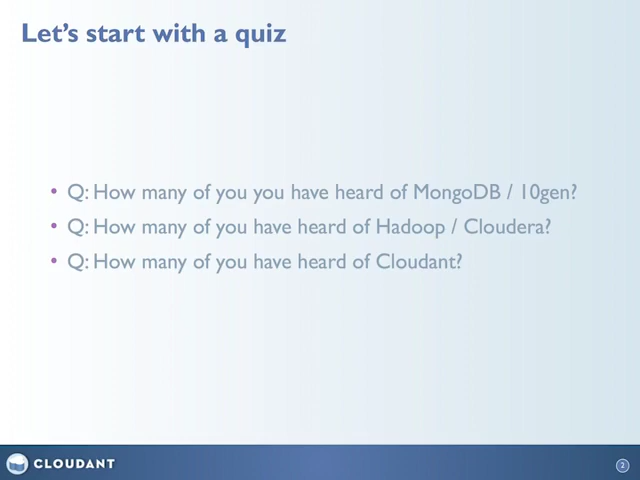 Let's start with a quiz
• Q: How many of you you have heard of MongoDB / 10gen?
• Q: How many of you have heard of Hadoop / Cloudera?
• Q: How many of you have heard of Cloudant?
CLOUDANT
2